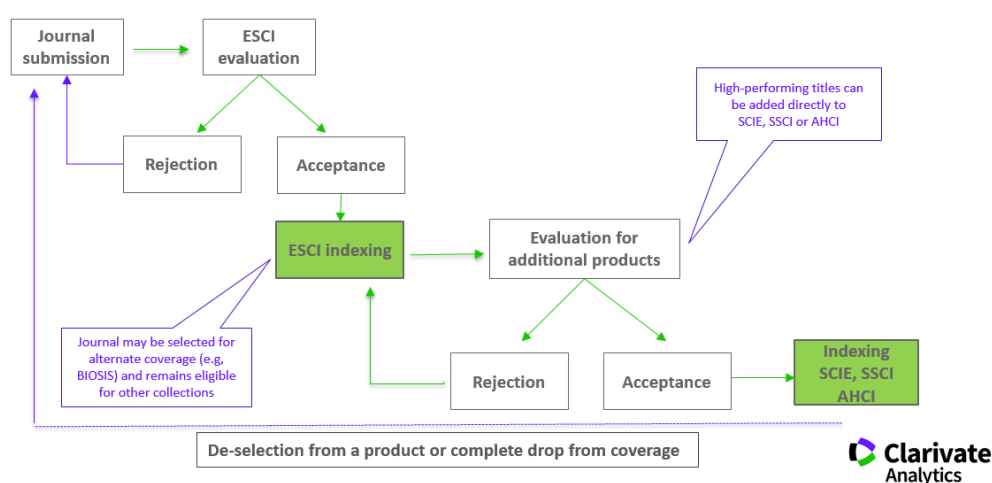 Journal
submission
ESCI
evaluation
High-performing titles can
be added directly to
SCIE, SSCI or AHCI
Rejection
Acceptance
ESCI indexing
Evaluation for
additional products
Journal may be selected for
alternate coverage (e.g,
BIOSIS) and remains eligible
for other collections
Rejection
Acceptance
Indexing
SCIE, SSCI
AHCI
De-selection from a product or complete drop from coverage
Clarivate
Analytics